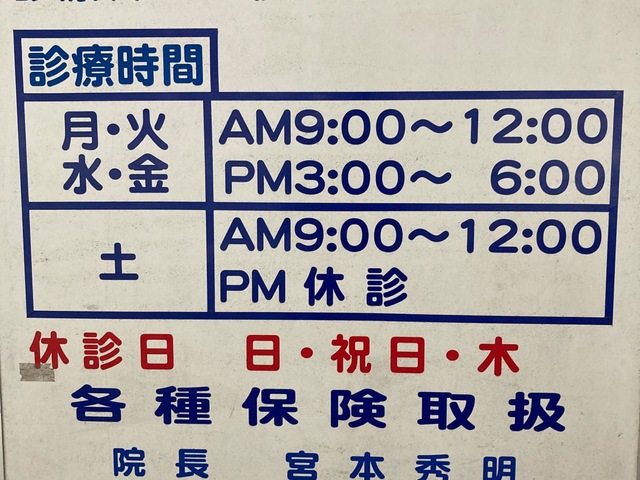 診療時間
月・火 AM9:00〜12:00
水・金 PM3:00〜 6:00
土 AM9:00〜12:00
PM 休診
休診日 日・祝日・木
各種保険取扱
院長 宮本秀明